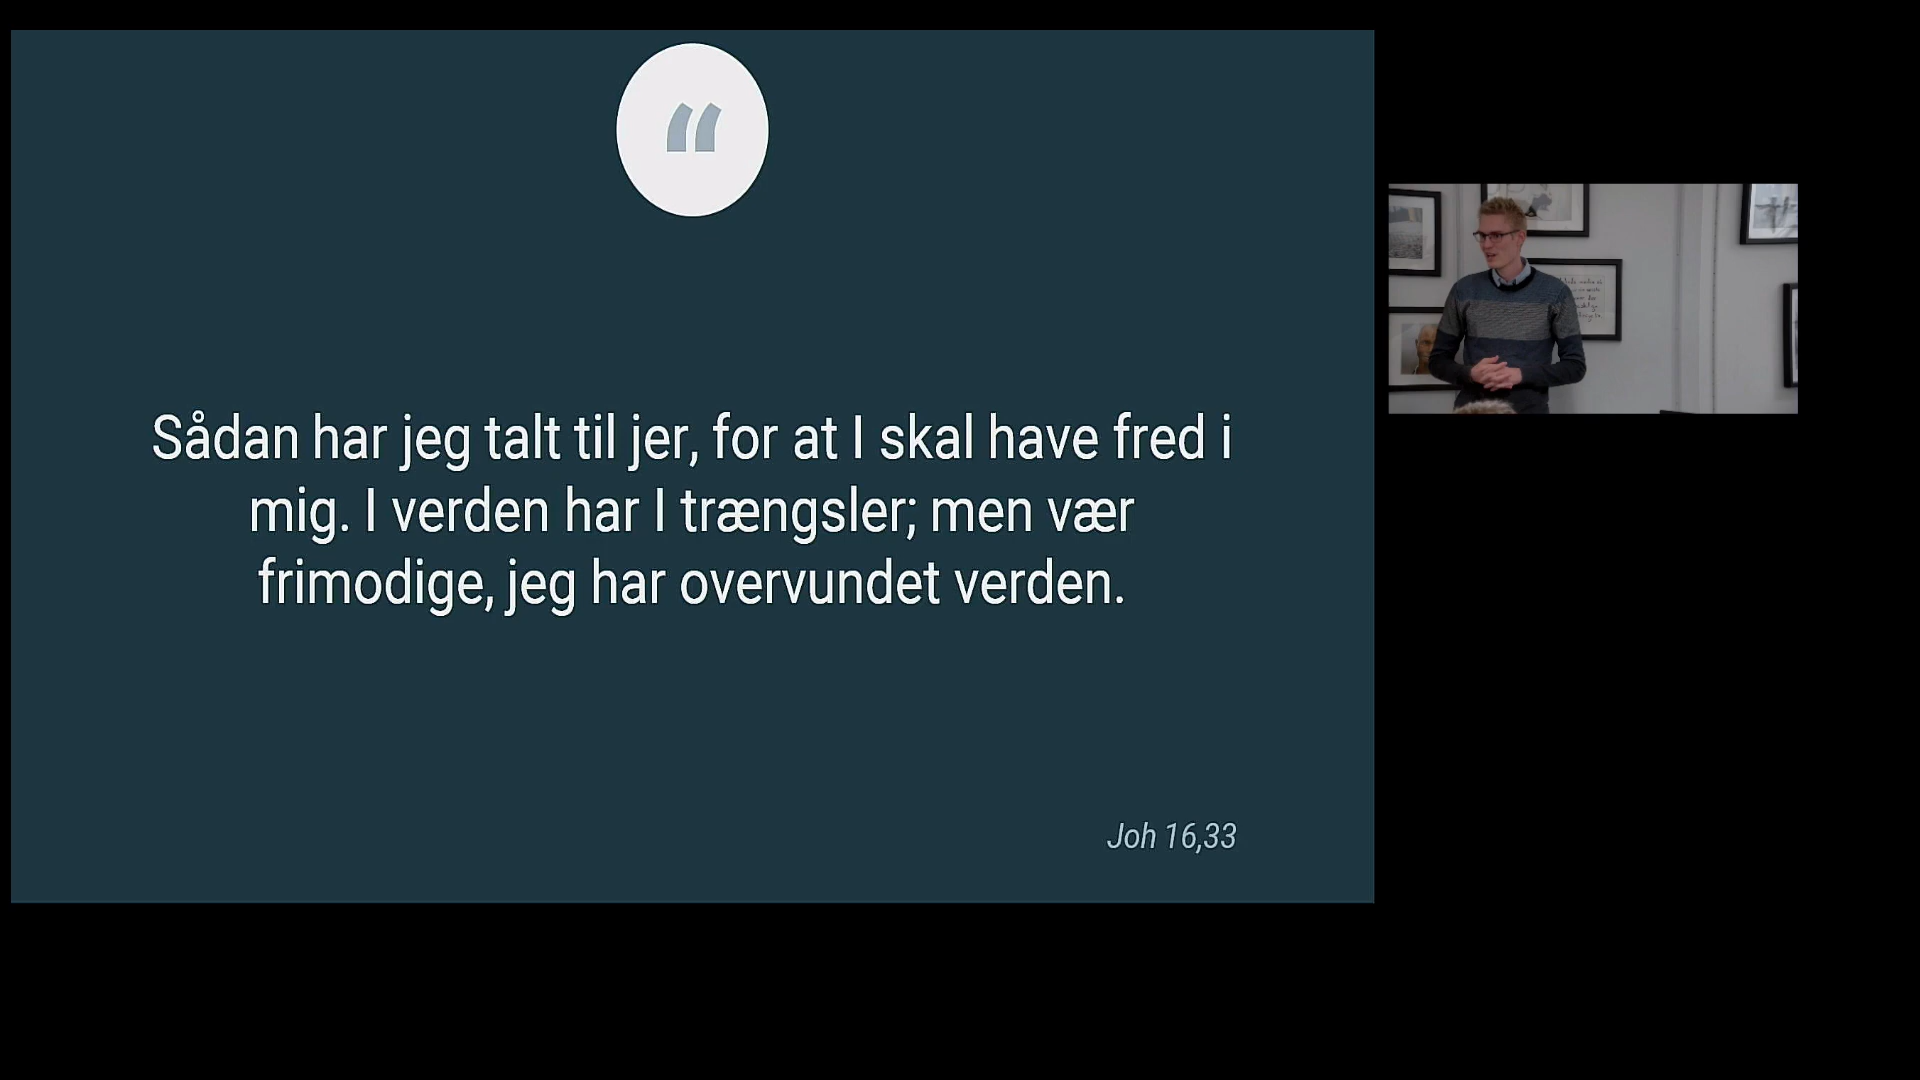 “
Sådan har jeg talt til jer, for at I skal have fred i
mig. I verden har I trængsler; men vær
frimodige, jeg har overvundet verden.
Joh 16,33